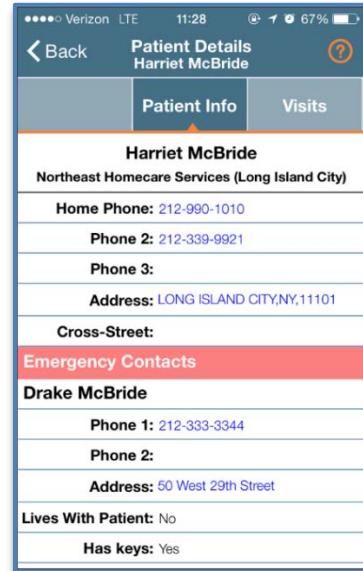 Verizon LTE 11:28 67%
Back Patient Details ?
Harriet McBride
Patient Info Visits
Harriet McBride
Northeast Homecare Services (Long Island City)
Home Phone: 212-990-1010
Phone 2: 212-339-9921
Phone 3:
Address: LONG ISLAND CITY,NY,11101
Cross-Street:
Emergency Contacts
Drake McBride
Phone 1: 212-333-3344
Phone 2:
Address: 50 West 29th Street
Lives With Patient: No
Has keys: Yes